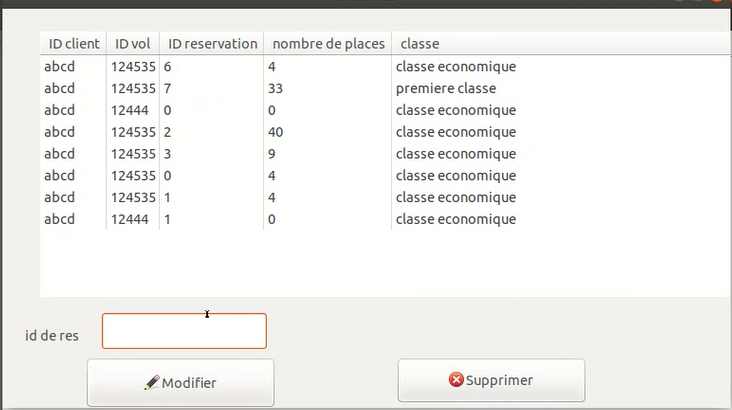 ID client ID vol ID reservation nombre de places classe
abcd 124535 6 4 classe economique
abcd 124535 7 33 premiere classe
abcd 12444 0 0 classe economique
abcd 124535 2 40 classe economique
abcd 124535 3 9 classe economique
abcd 124535 0 4 classe economique
abcd 124535 1 4 classe economique
abcd 12444 1 0 classe economique
id de res
Modifier Supprimer